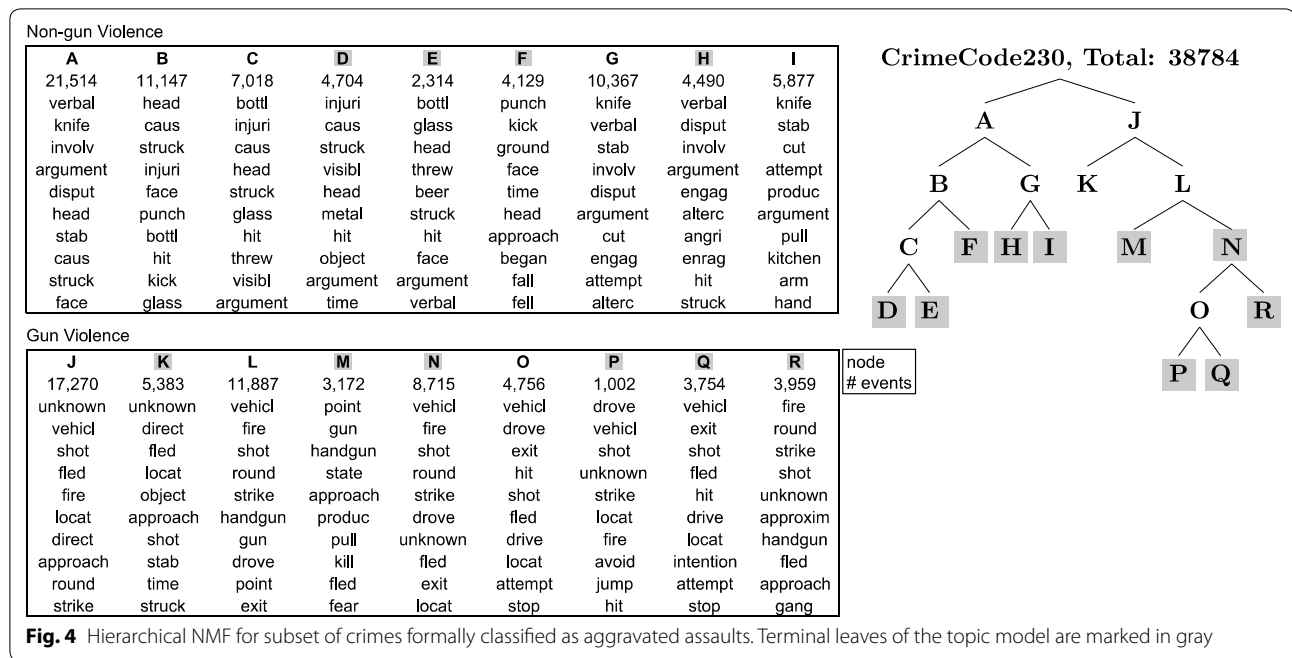 Non-gun Violence
A B C D E F G H I
21,514 11,147 7,018 4,704 2,314 4,129 10,367 4,490 5,877
verbal head bottl injuri bottl punch knife verbal knife
knife caus injuri caus glass kick verbal disput stab
involv struck caus struck head ground stab involv cut
argument injuri head visibl threw face involv argument attempt
disput face struck head beer time disput engag produc
head punch glass metal struck head argument alterc argument
stab bottl hit hit hit approach cut angri pull
caus hit threw object face began engag enrag kitchen
struck kick visibl argument argument fall attempt hit arm
face glass argument time verbal fell alterc struck hand
Gun Violence
J K L M N O P Q R
17,270 5,383 11,887 3,172 8,715 4,756 1,002 3,754 3,959
unknown unknown vehicl point vehicl vehicl drove vehicl fire
vehicl direct fire gun fire drove vehicl exit round
shot fled shot handgun shot exit shot shot strike
fled locat round state round hit unknown fled shot
fire object strike approach strike shot strike hit unknown
locat approach handgun produc drove fled locat drive approxim
direct shot gun pull unknown drive fire locat handgun
approach stab drove kill fled locat avoid intention fled
round time point fled exit attempt jump attempt approach
strike struck exit fear locat stop hit stop gang
node
# events
CrimeCode230, Total: 38784
A J
B G K L
C F H I M N
D E O R
P Q
Fig. 4 Hierarchical NMF for subset of crimes formally classified as aggravated assaults. Terminal leaves of the topic model are marked in gray